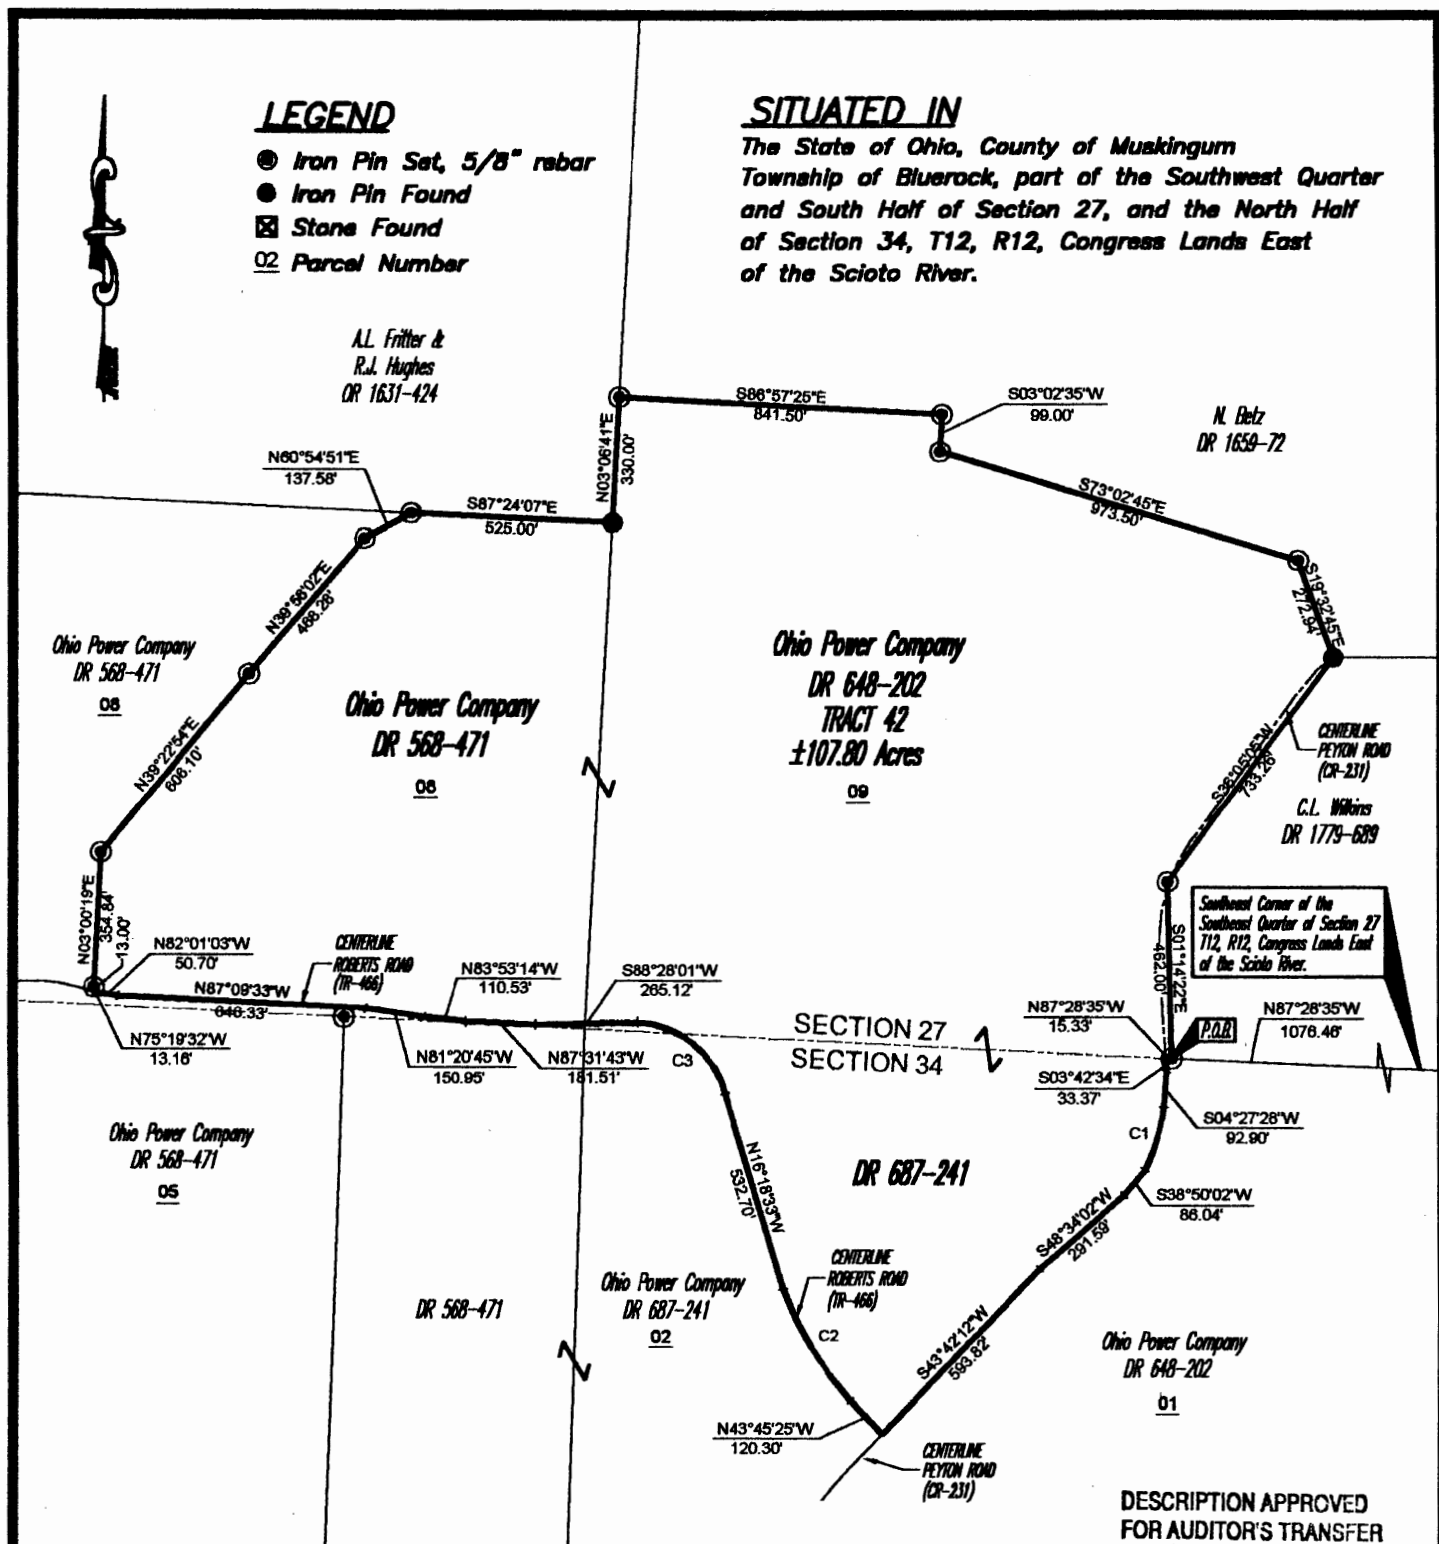 LEGEND
Iron Pin Set, 5/8" rebar
Iron Pin Found
Stone Found
02 Parcel Number
SITUATED IN
The State of Ohio, County of Muskingum
Township of Bluerock, part of the Southwest Quarter
and South Half of Section 27, and the North Half
of Section 34, T12, R12, Congress Lands East
of the Scioto River.
A.L. Fritter &
R.J. Hughes
OR 1631-424
S86°57'25"E
841.50'
S03°02'35"W
99.00'
N. Betz
DR 1659-72
N03°06'41"E
330.00'
N60°54'51"E
137.58'
S87°24'07"E
525.00'
S73°02'45"E
973.50'
S19°32'45"E
272.94'
N39°56'02"E
468.26'
Ohio Power Company
DR 568-471
08
Ohio Power Company
DR 568-471
08
Ohio Power Company
DR 648-202
TRACT 42
±107.80 Acres
09
S36°05'05"W
733.26'
CENTERLINE
PEYTON ROAD
(CR-231)
C.L. Wilkins
DR 1779-689
N39°22'54"E
608.10'
N03°00'19"E
354.84'
13.00'
N82°01'03"W
50.70'
CENTERLINE
ROBERTS ROAD
(TR-466)
N83°53'14"W
110.53'
S88°28'01"W
265.12'
S01°14'22"E
462.00'
Southeast Corner of the
Southeast Quarter of Section 27
T12, R12, Congress Lands East
of the Scioto River.
N87°09'33"W
640.33'
N75°19'32"W
13.16'
N81°20'45"W
150.95'
N87°31'43"W
181.51'
C3
SECTION 27
SECTION 34
N87°28'35"W
15.33'
P.O.B.
N87°28'35"W
1076.46'
S03°42'34"E
33.37'
S04°27'28"W
92.90'
C1
Ohio Power Company
DR 568-471
05
N16°18'33"W
532.70'
DR 687-241
S38°50'02"W
86.04'
S48°34'02"W
291.59'
CENTERLINE
ROBERTS ROAD
(TR-466)
DR 568-471
Ohio Power Company
DR 687-241
02
C2
S43°42'12"W
593.82'
Ohio Power Company
DR 648-202
01
N43°45'25"W
120.30'
CENTERLINE
PEYTON ROAD
(CR-231)
DESCRIPTION APPROVED
FOR AUDITOR'S TRANSFER